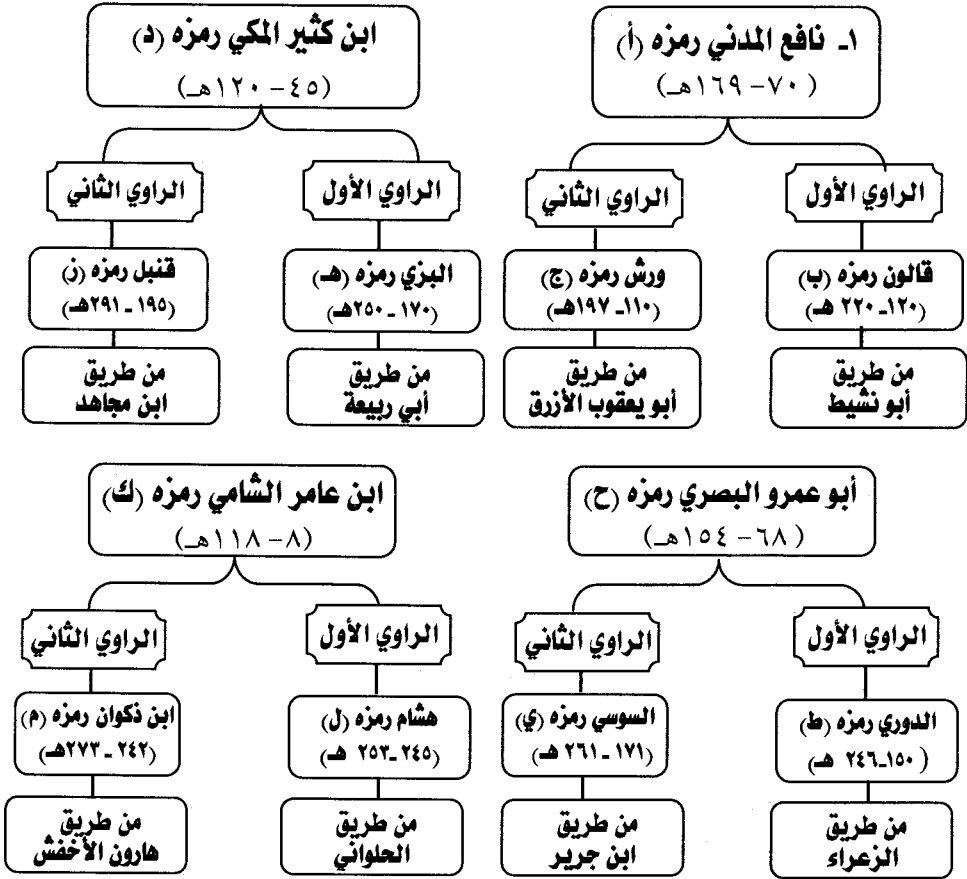 ١ـ نافع المدني رمزه (أ)
(٧٠ – ١٦٩هـ)
الراوي الأول
قالون رمزه (ب)
(١٢٠ـ ٢٢٠ هـ)
من طريق
أبو نشيط
الراوي الثاني
ورش رمزه (ج)
(١١٠ـ ١٩٧هـ)
من طريق
أبو يعقوب الأزرق
ابن كثير المكي رمزه (د)
(٤٥ – ١٢٠هـ)
الراوي الأول
البزي رمزه (هـ)
(١٧٠ ـ ٢٥٠هـ)
من طريق
أبي ربيعة
الراوي الثاني
قنبل رمزه (ز)
(١٩٥ ـ ٢٩١هـ)
من طريق
ابن مجاهد
أبو عمرو البصري رمزه (ح)
(٦٨ – ١٥٤هـ)
الراوي الأول
الدوري رمزه (ط)
(١٥٠ـ ٢٤٦ هـ)
من طريق
الزعراء
الراوي الثاني
السوسي رمزه (ي)
(١٧١ ـ ٢٦١ هـ)
من طريق
ابن جرير
ابن عامر الشامي رمزه (ك)
(٨ – ١١٨هـ)
الراوي الأول
هشام رمزه (ل)
(٢٤٥ ـ ٢٥٣ هـ)
من طريق
الحلواني
الراوي الثاني
ابن ذكوان رمزه (م)
(٢٤٢ ـ ٢٧٣هـ)
من طريق
هارون الأخفش